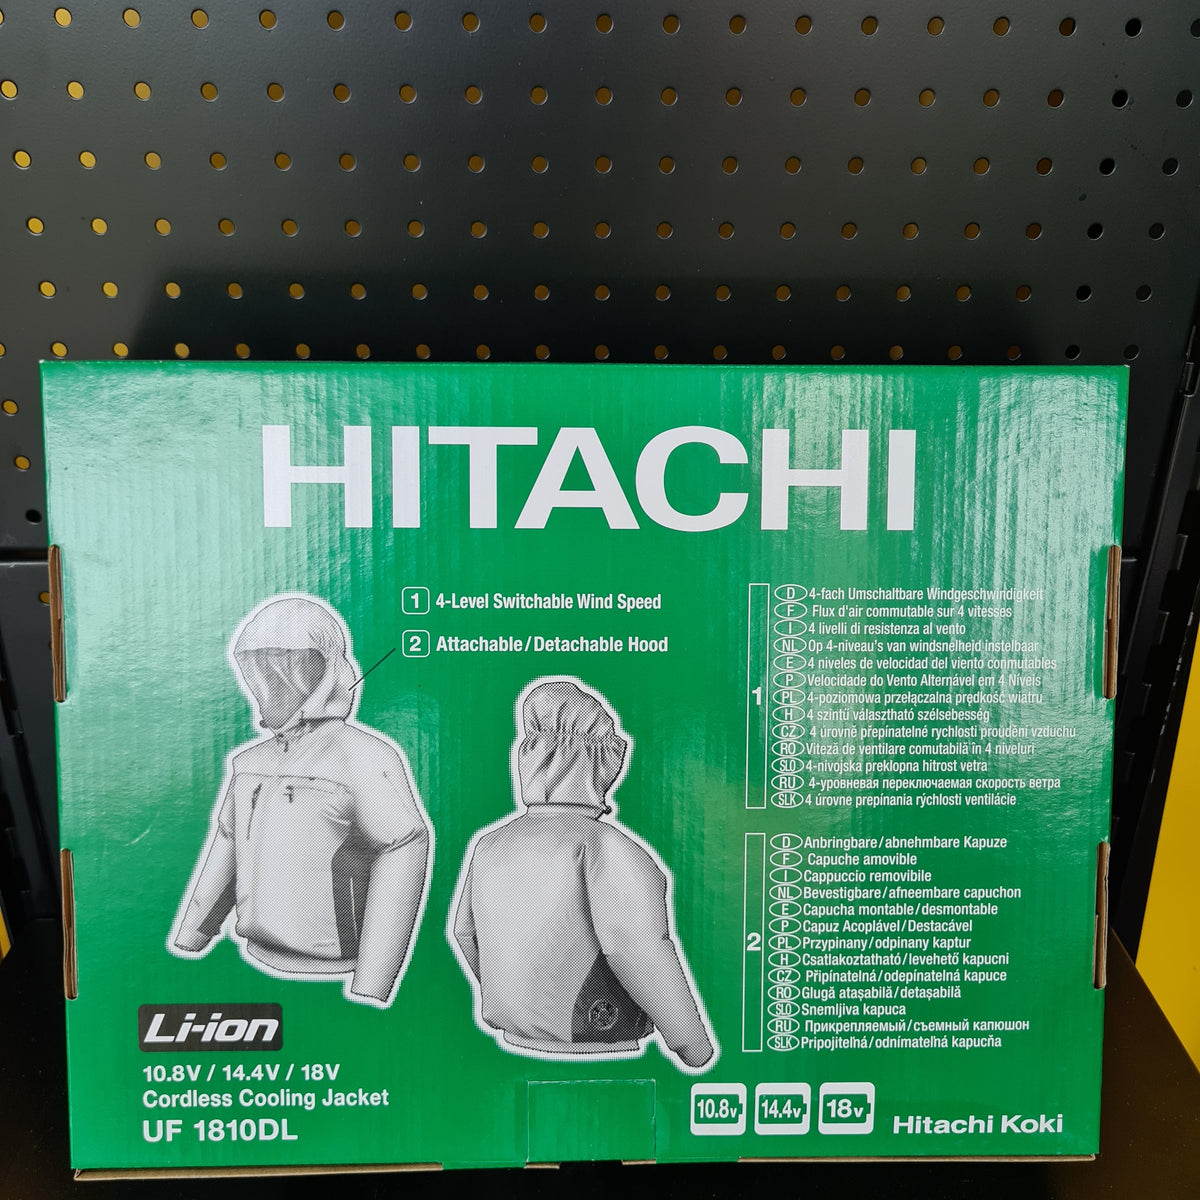 HITACHI
1 4-Level Switchable Wind Speed
2 Attachable/Detachable Hood
1
D 4-fach Umschaltbare Windgeschwindigkeit
F Flux d'air commutable sur 4 vitesses
I 4 livelli di resistenza al vento
NL Op 4-niveau's van windsnelheid instelbaar
E 4 niveles de velocidad del viento conmutables
P Velocidade do Vento Alternável em 4 Níveis
PL 4-poziomowa przełączalna prędkość wiatru
H 4 szintű választható szélsebesség
CZ 4 úrovně přepínatelné rychlosti proudění vzduchu
RO Viteză de ventilare comutabilă în 4 niveluri
SLO 4-nivojska preklopna hitrost vetra
RU 4-уровневая переключаемая скорость ветра
SLK 4 úrovne prepínania rýchlosti ventilácie
2
D Anbringbare/abnehmbare Kapuze
F Capuche amovible
I Cappuccio removibile
NL Bevestigbare/afneembare capuchon
E Capucha montable/desmontable
P Capuz Acoplável/Destacável
PL Przypinany/odpinany kaptur
H Csatlakoztatható/levehető kapucni
CZ Připínatelná/odepínatelná kapuce
RO Glugă ataşabilă/detaşabilă
SLO Snemljiva kapuca
RU Прикрепляемый/съемный капюшон
SLK Pripojiteľná/odnímateľná kapucňa
Li-ion
10.8V / 14.4V / 18V
Cordless Cooling Jacket
UF 1810DL
10.8v 14.4v 18v
Hitachi Koki